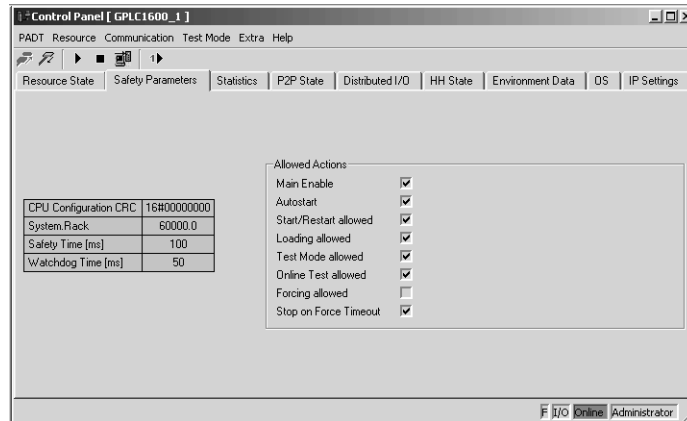 Control Panel [ GPLC1600_1 ]
PADT Resource Communication Test Mode Extra Help
1
Resource State Safety Parameters Statistics P2P State Distributed I/O HH State Environment Data OS IP Settings
Allowed Actions
Main Enable
Autostart
Start/Restart allowed
Loading allowed
Test Mode allowed
Online Test allowed
Forcing allowed
Stop on Force Timeout
CPU Configuration CRC 16#00000000
System.Rack 60000.0
Safety Time [ms] 100
Watchdog Time [ms] 50
F I/O Online Administrator